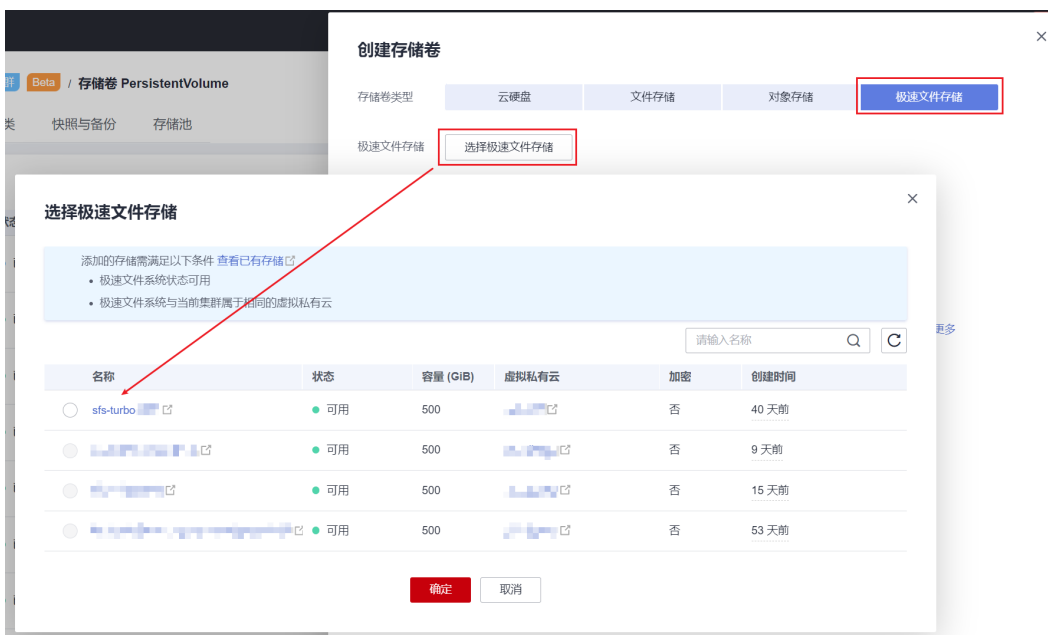 创建存储卷
群 Beta / 存储卷 PersistentVolume
存储卷类型 云硬盘 文件存储 对象存储 极速文件存储
类 快照与备份 存储池
极速文件存储 选择极速文件存储
选择极速文件存储
状态
添加的存储需满足以下条件 查看已有存储
• 极速文件系统状态可用
• 极速文件系统与当前集群属于相同的虚拟私有云
更多
请输入名称
名称 状态 容量 (GiB) 虚拟私有云 加密 创建时间
sfs-turbo 可用 500 否 40 天前
可用 500 否 9 天前
可用 500 否 15 天前
可用 500 否 53 天前
确定 取消